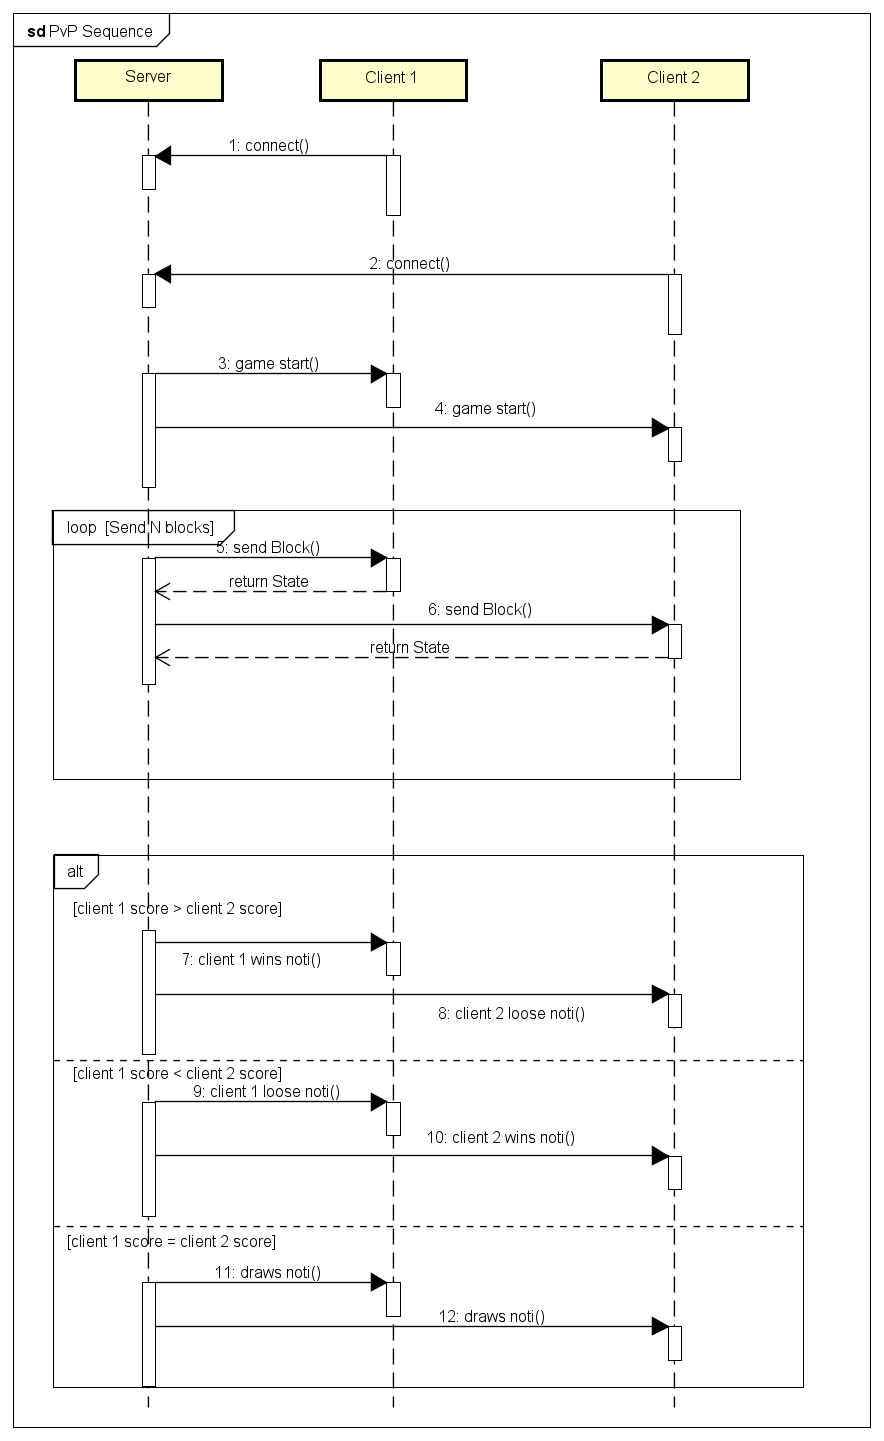 sd PvP Sequence
Server
Client 1
Client 2
1: connect()
2: connect()
3: game start()
4: game start()
loop [Send N blocks]
5: send Block()
return State
6: send Block()
return State
alt
[client 1 score > client 2 score]
7: client 1 wins noti()
8: client 2 loose noti()
[client 1 score < client 2 score]
9: client 1 loose noti()
10: client 2 wins noti()
[client 1 score = client 2 score]
11: draws noti()
12: draws noti()